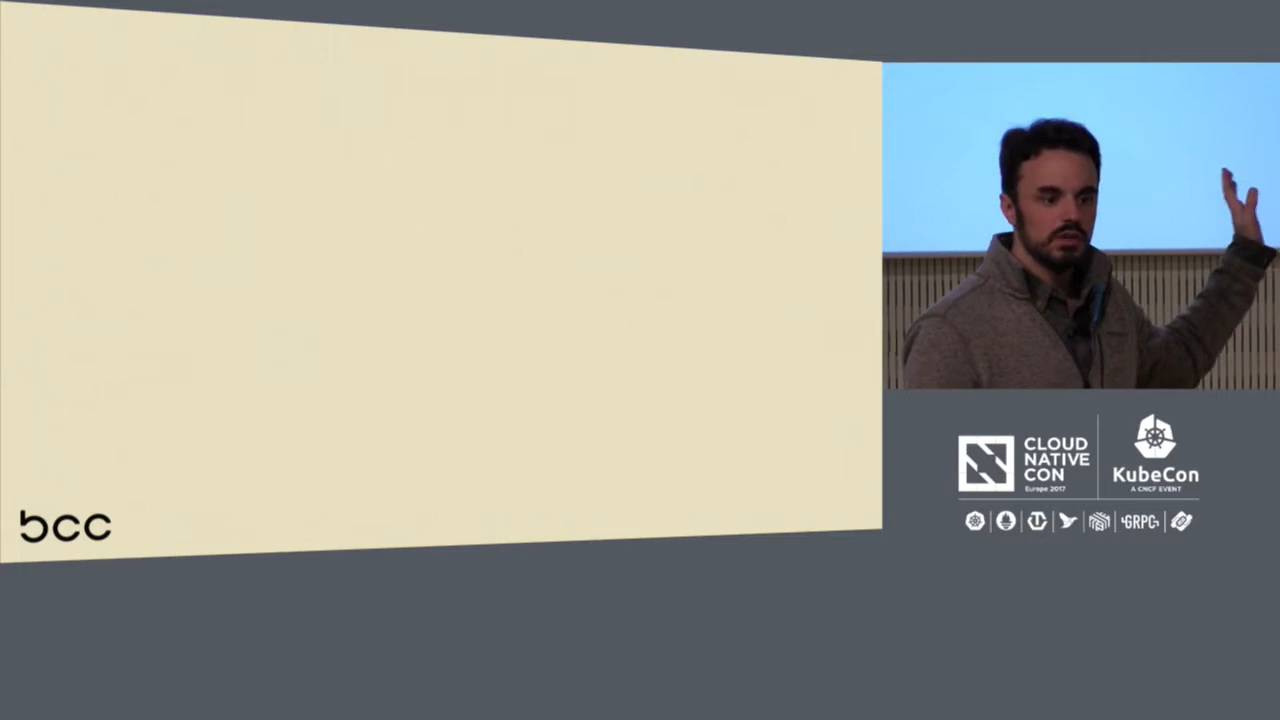 bcc
CLOUD
NATIVE
CON
Europe 2017
KubeCon
A CNCF EVENT
GRPC